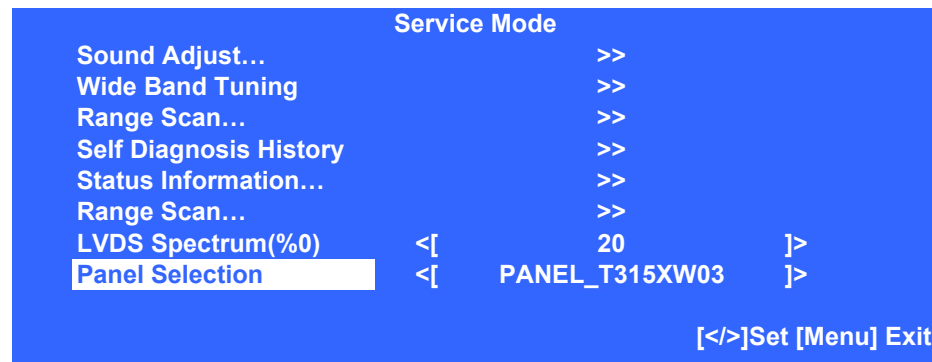 Service Mode
Sound Adjust… >>
Wide Band Tuning >>
Range Scan… >>
Self Diagnosis History >>
Status Information… >>
Range Scan… >>
LVDS Spectrum(%0) <[ 20 ]>
Panel Selection <[ PANEL_T315XW03 ]>
[</>]Set [Menu] Exit